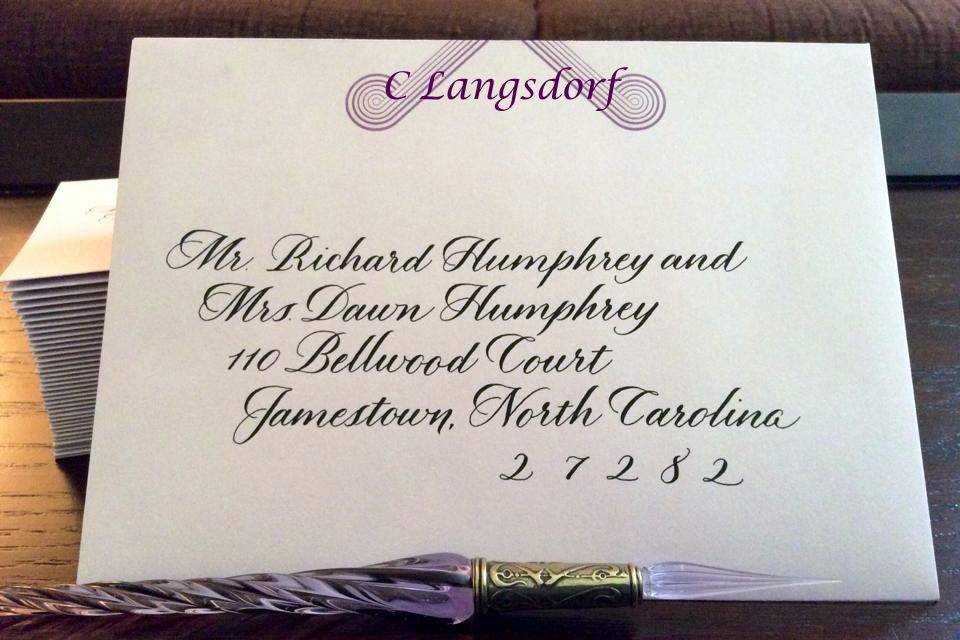 C Langsdorf
Mr. Richard Humphrey and
Mrs. Dawn Humphrey
110 Bellwood Court
Jamestown, North Carolina
2 7 2 8 2